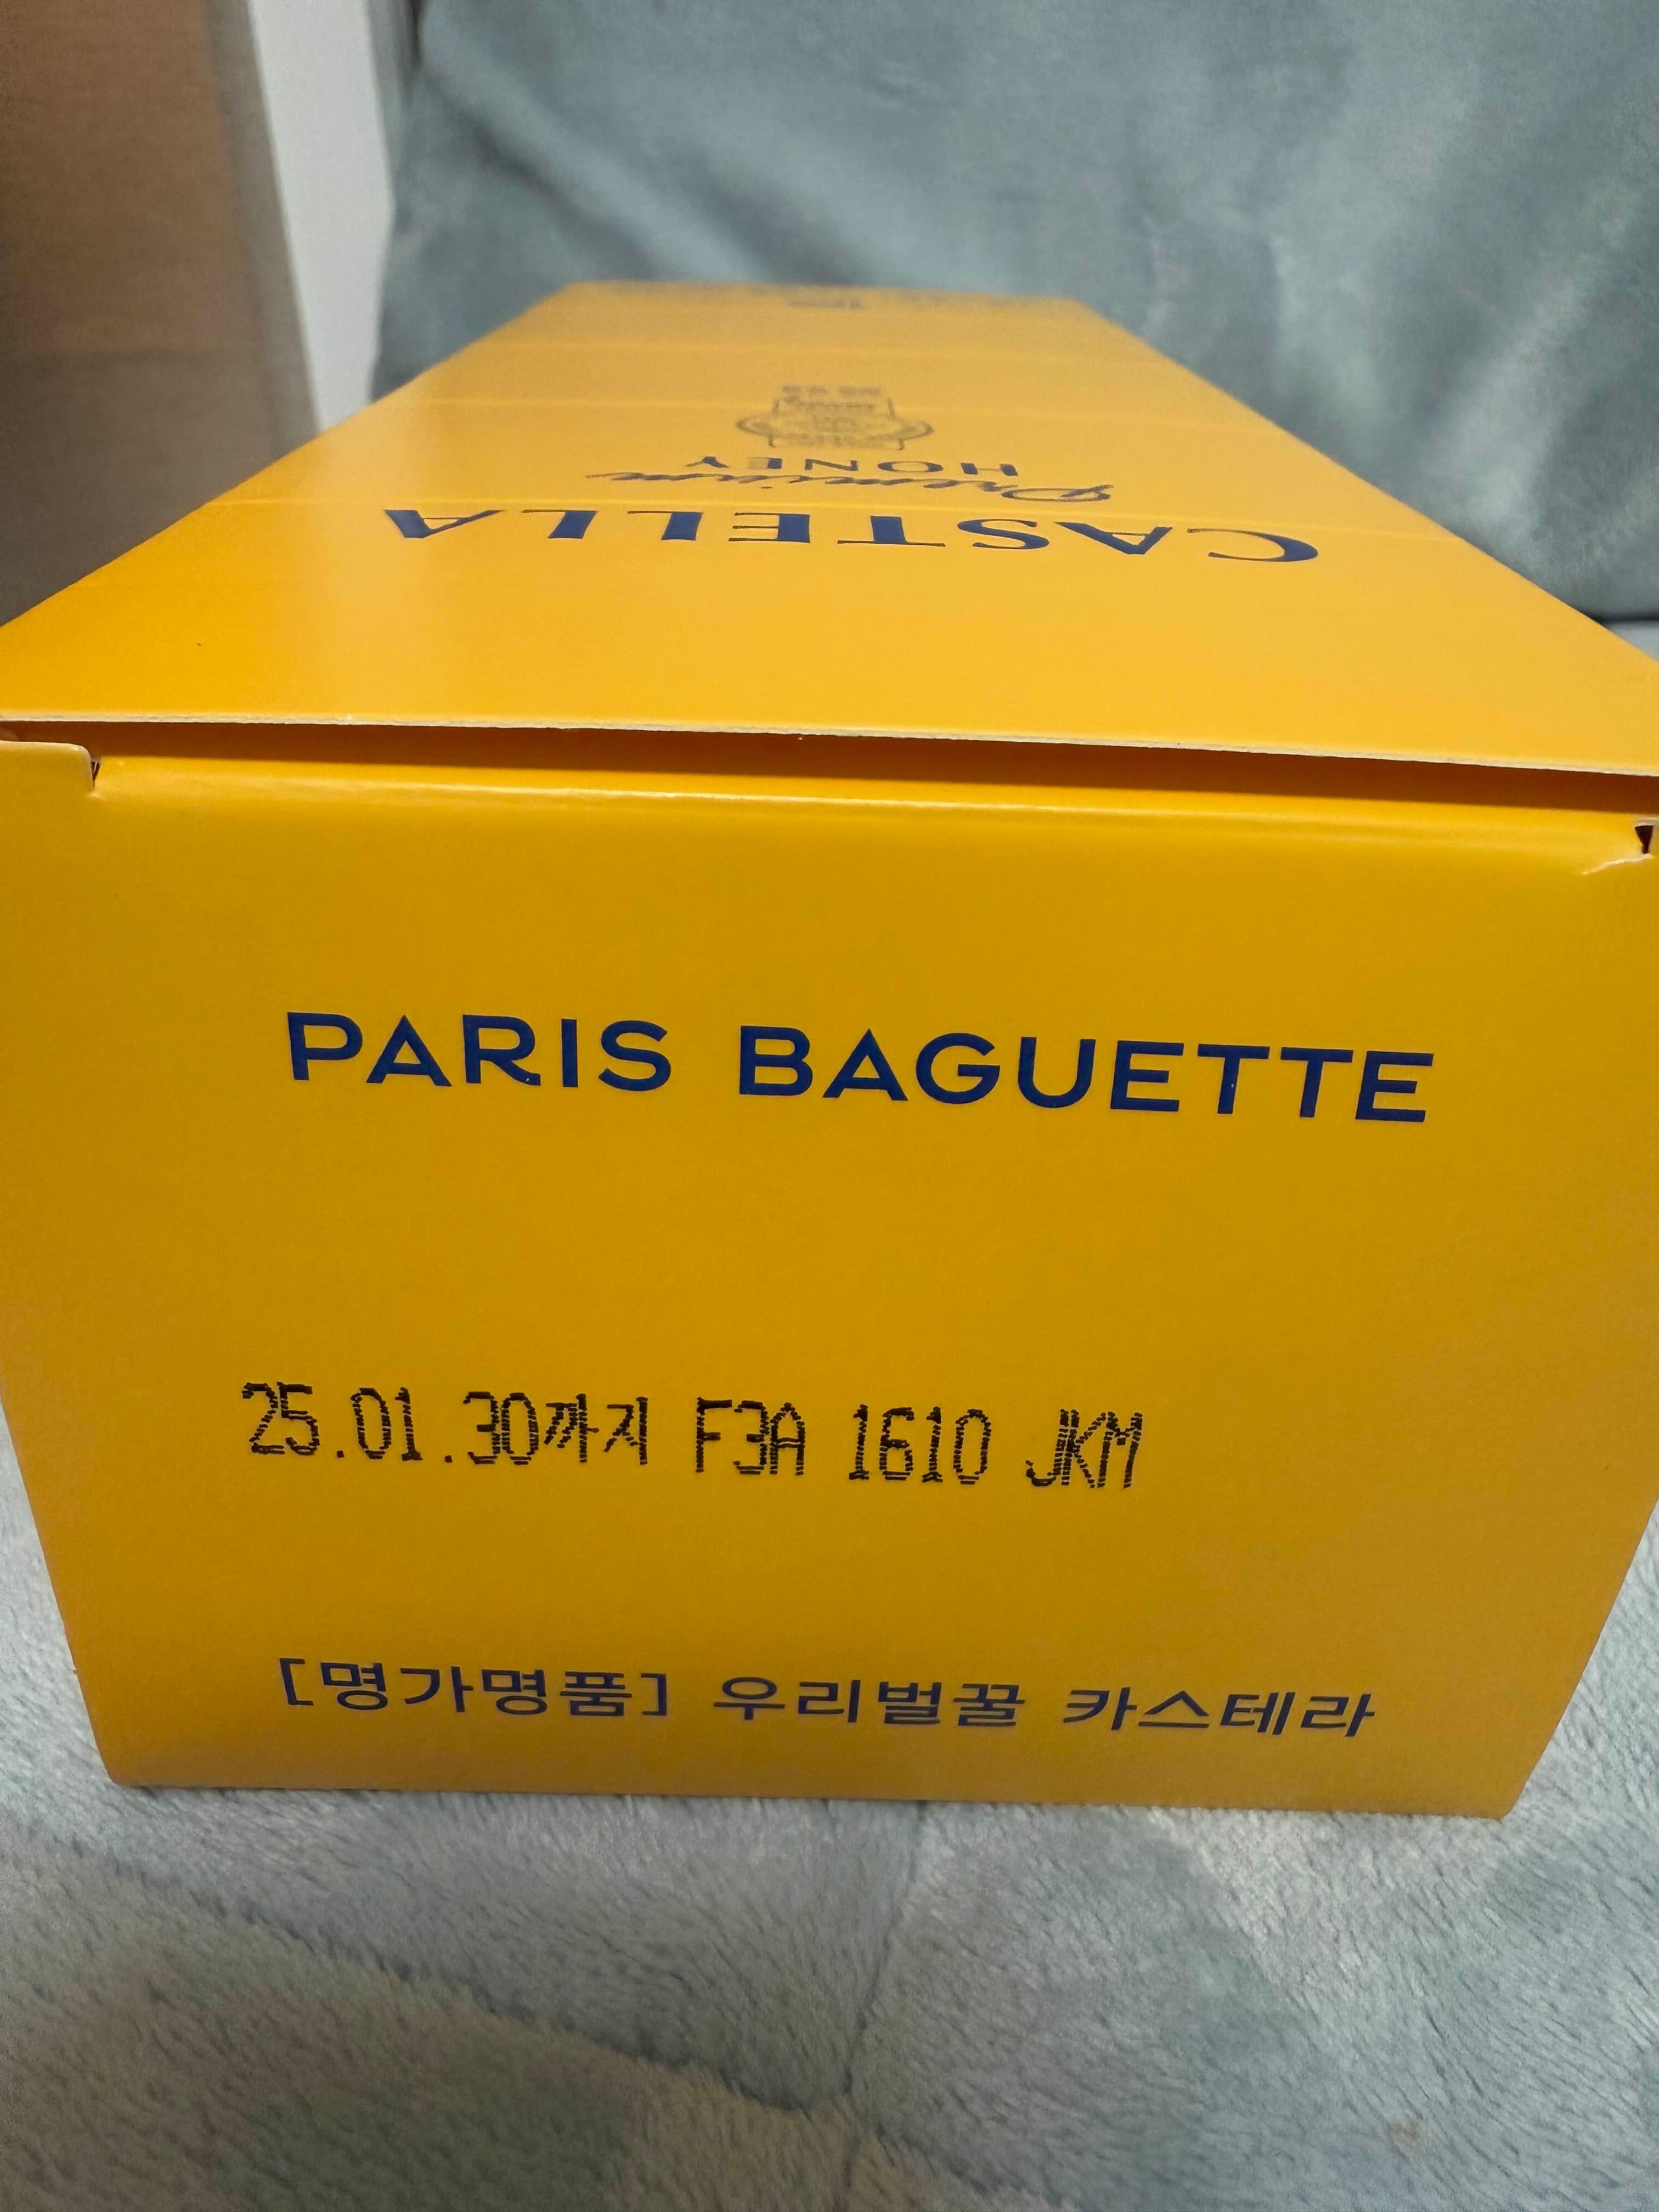 CASTELLA
Premium
HONEY
PARIS BAGUETTE
25.01.30까지 F3A 1610 JKM
[명가명품] 우리벌꿀 카스테라